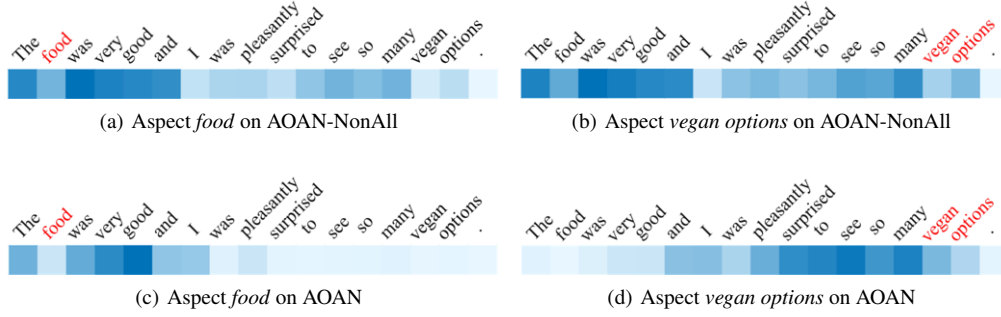 The food was very good and I was pleasantly surprised to see so many vegan options .
The food was very good and I was pleasantly surprised to see so many vegan options .
(a) Aspect food on AOAN-NonAll
(b) Aspect vegan options on AOAN-NonAll
The food was very good and I was pleasantly surprised to see so many vegan options .
The food was very good and I was pleasantly surprised to see so many vegan options .
(c) Aspect food on AOAN
(d) Aspect vegan options on AOAN